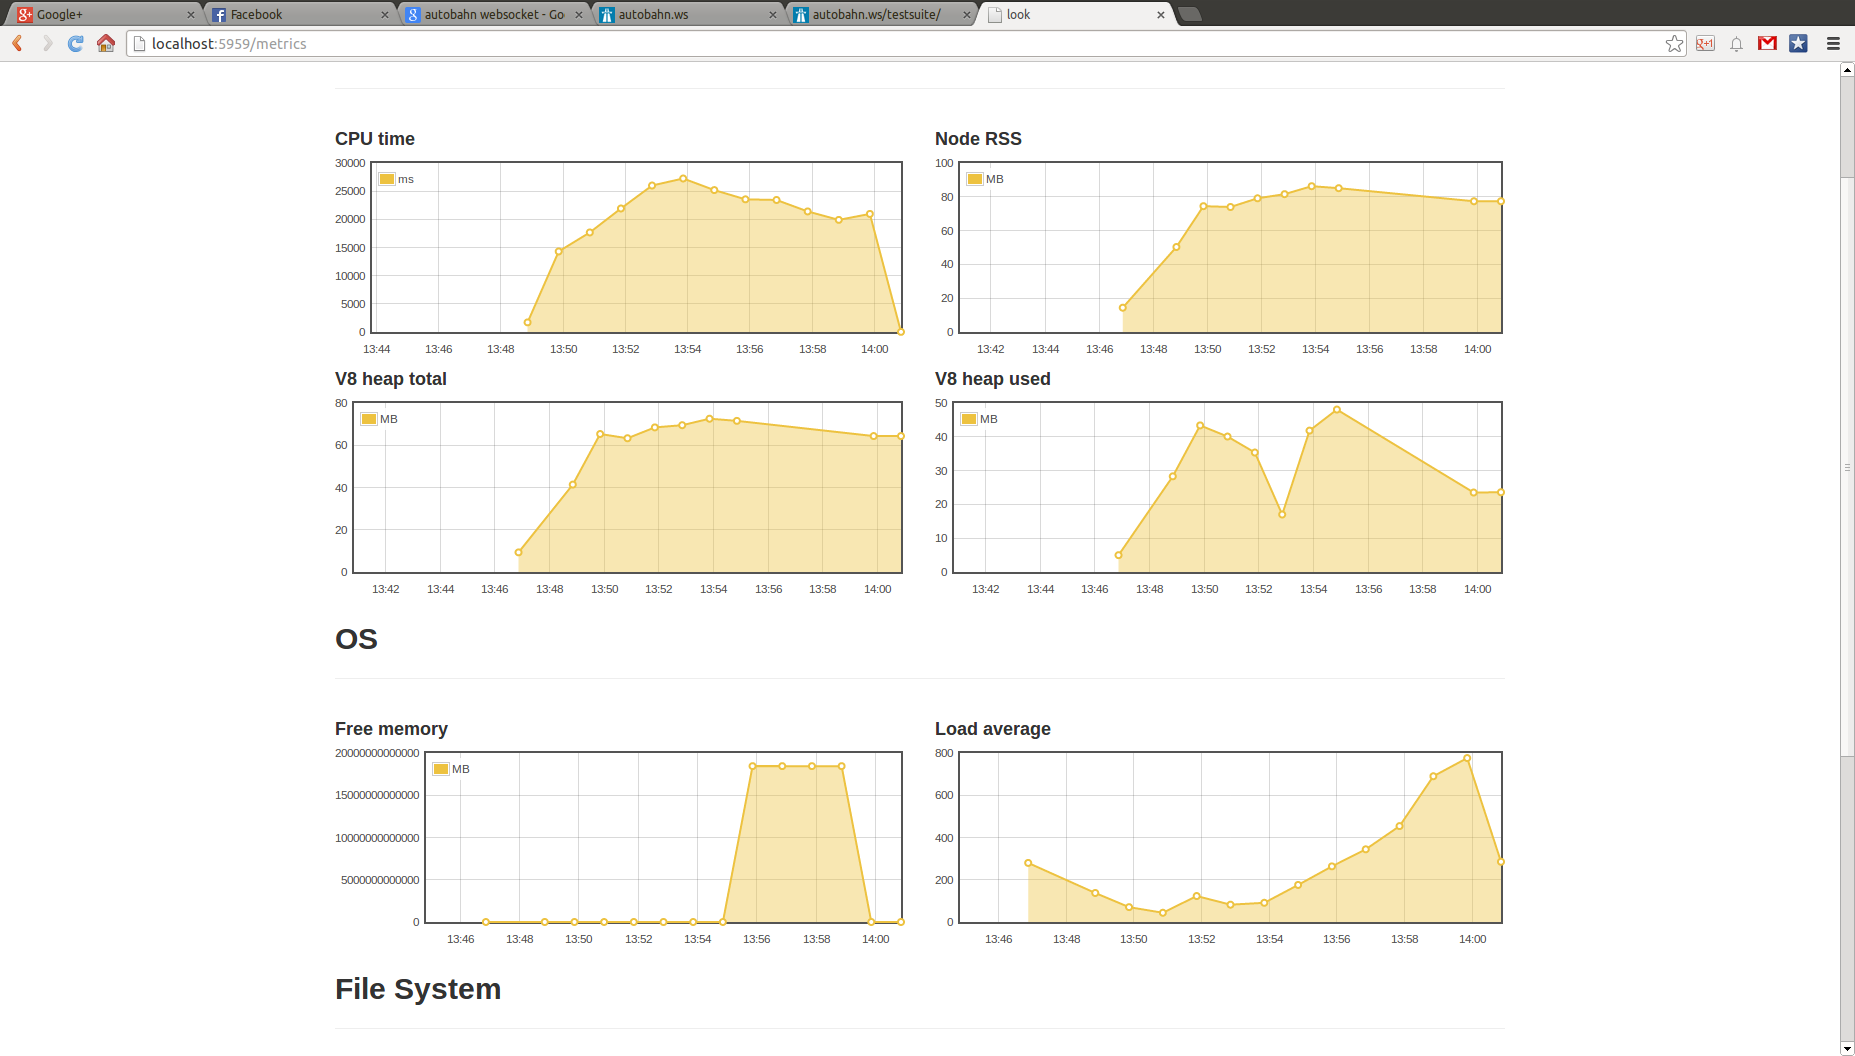 Google+ Facebook autobahn websocket - Go autobahn.ws autobahn.ws/testsuite/ look
localhost:5959/metrics
CPU time
30000
25000
20000
15000
10000
5000
0
ms
13:44 13:46 13:48 13:50 13:52 13:54 13:56 13:58 14:00
Node RSS
100
80
60
40
20
0
MB
13:42 13:44 13:46 13:48 13:50 13:52 13:54 13:56 13:58 14:00
V8 heap total
80
60
40
20
0
MB
13:42 13:44 13:46 13:48 13:50 13:52 13:54 13:56 13:58 14:00
V8 heap used
50
40
30
20
10
0
MB
13:42 13:44 13:46 13:48 13:50 13:52 13:54 13:56 13:58 14:00
OS
Free memory
20000000000000
15000000000000
10000000000000
5000000000000
0
MB
13:46 13:48 13:50 13:52 13:54 13:56 13:58 14:00
Load average
800
600
400
200
0
13:46 13:48 13:50 13:52 13:54 13:56 13:58 14:00
File System